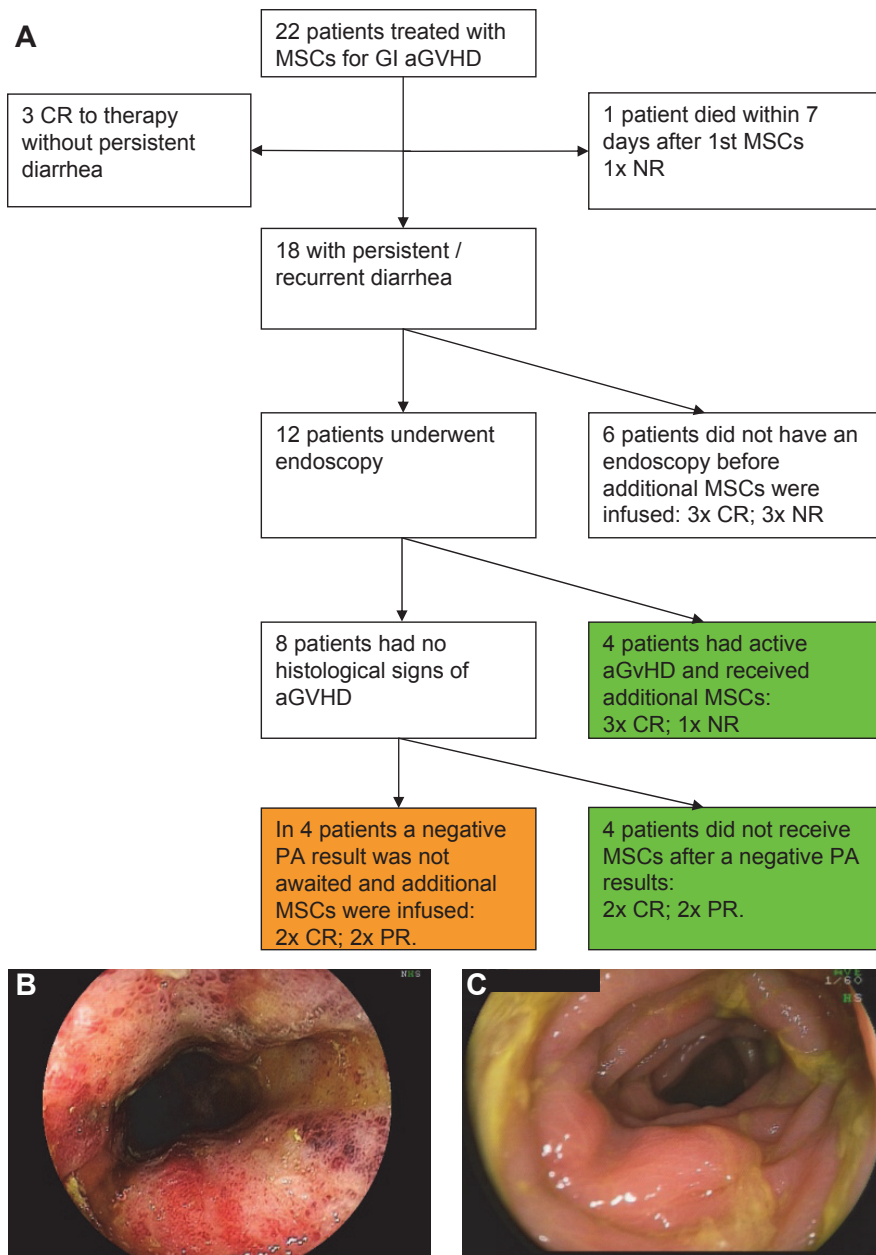 A
22 patients treated with
MSCs for GI aGVHD
3 CR to therapy
without persistent
diarrhea
1 patient died within 7
days after 1st MSCs
1x NR
18 with persistent /
recurrent diarrhea
12 patients underwent
endoscopy
6 patients did not have an
endoscopy before
additional MSCs were
infused: 3x CR; 3x NR
8 patients had no
histological signs of
aGVHD
4 patients had active
aGvHD and received
additional MSCs:
3x CR; 1x NR
In 4 patients a negative
PA result was not
awaited and additional
MSCs were infused:
2x CR; 2x PR.
4 patients did not receive
MSCs after a negative PA
results:
2x CR; 2x PR.
B
NHS
C
1/60
HS